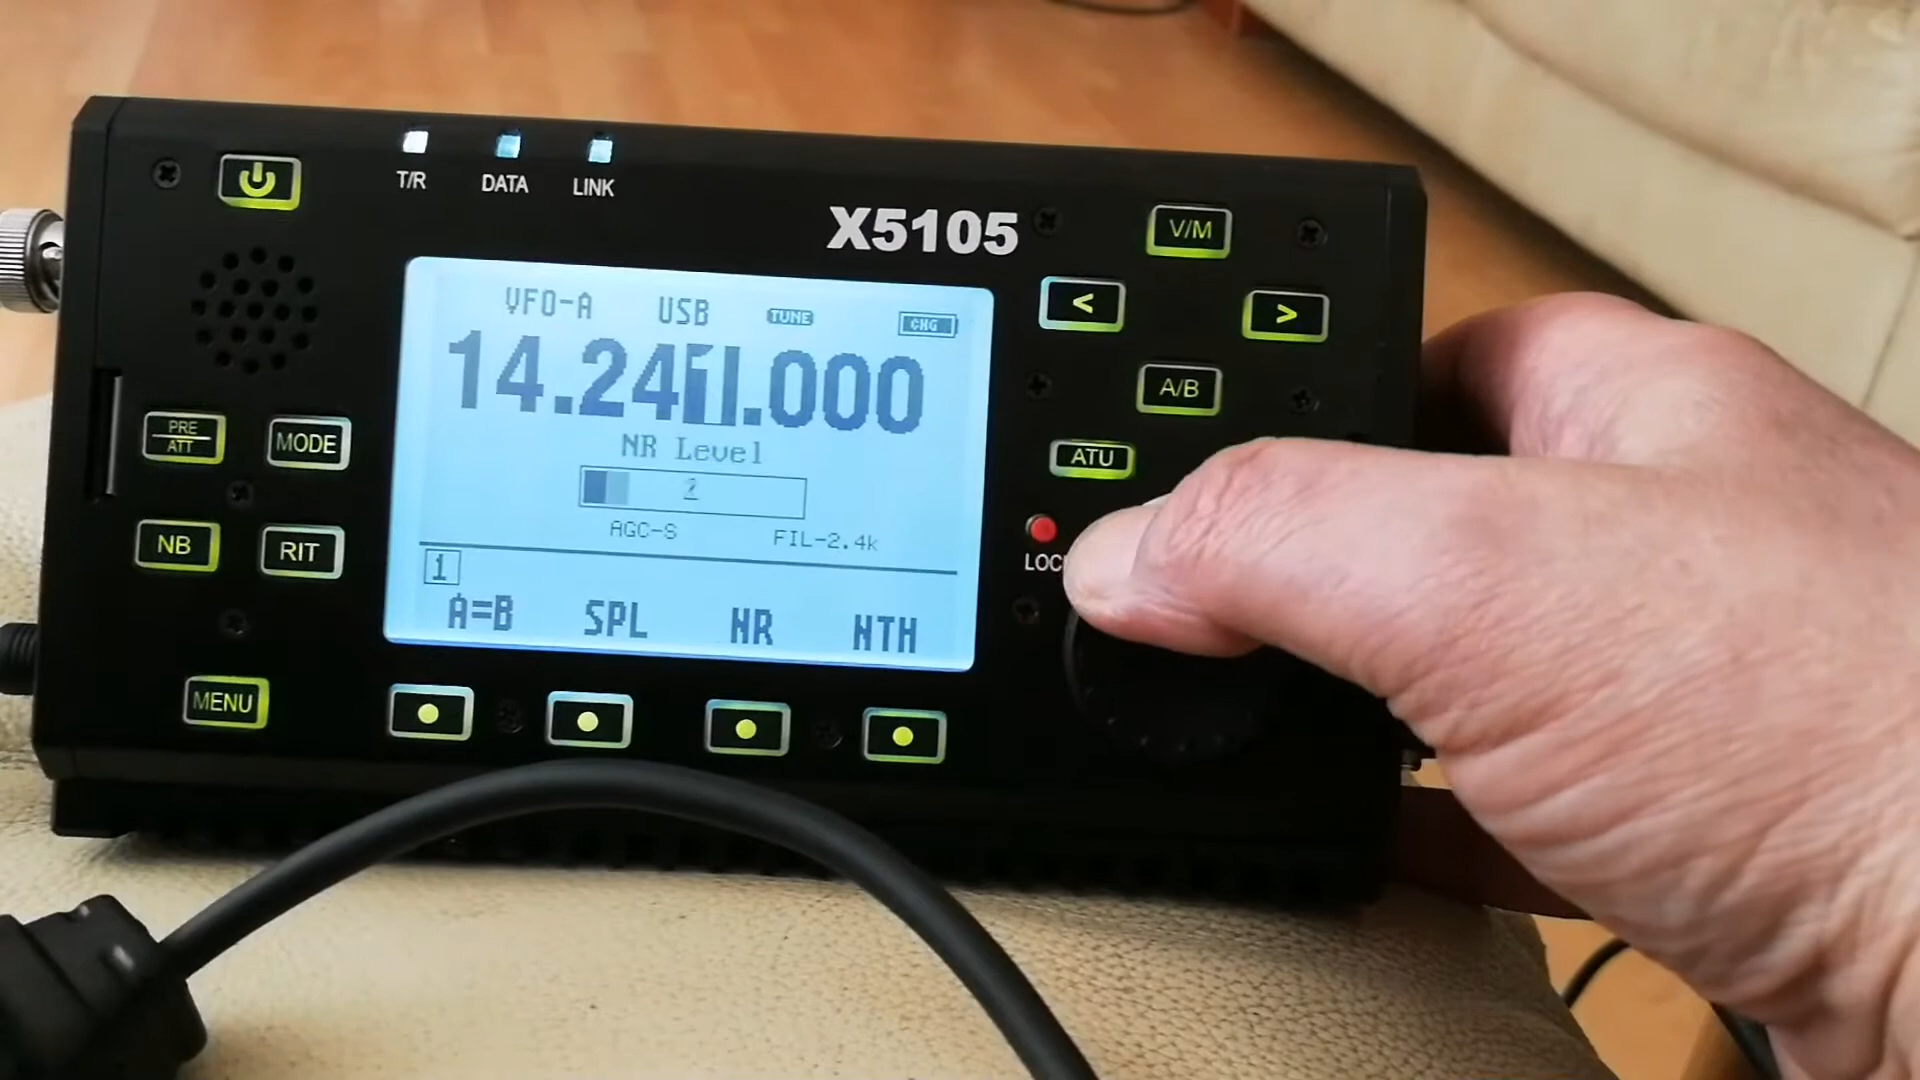 T/R DATA LINK
X5105
V/M
< >
VFO-A USB TUNE CHG
14.241.000
A/B
NR Level
2
AGC-S FIL-2.4k
PRE
ATT
MODE
ATU
NB RIT
1
A=B SPL NR NTH
MENU